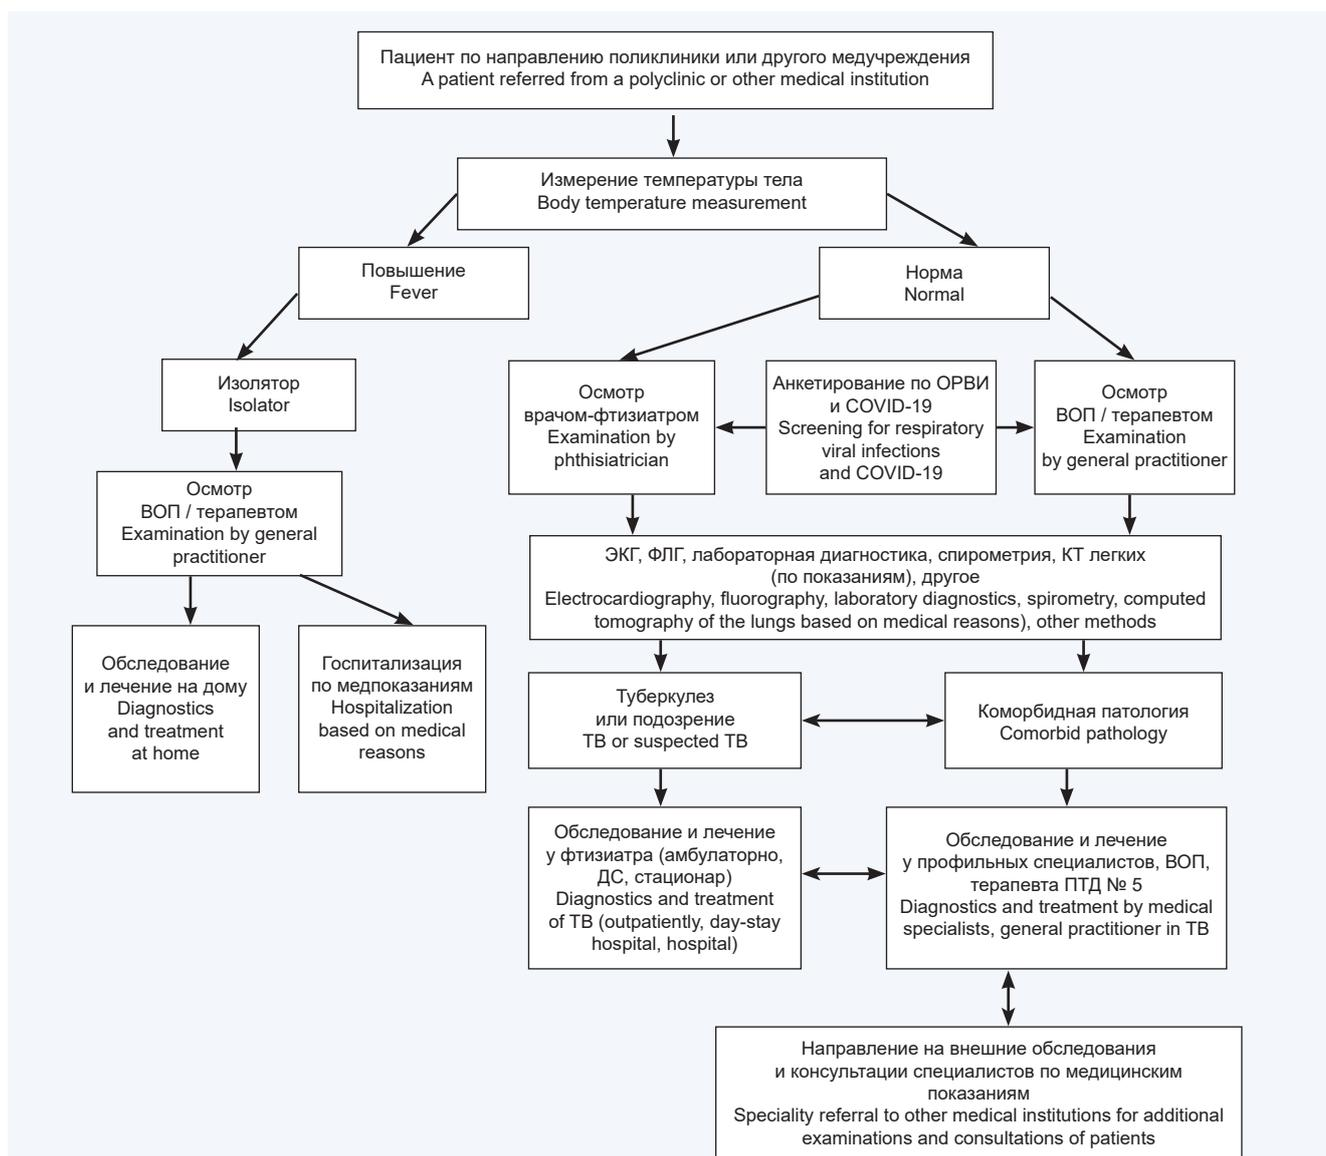 Пациент по направлению поликлиники или другого медучреждения
A patient referred from a polyclinic or other medical institution
Измерение температуры тела
Body temperature measurement
Повышение
Fever
Норма
Normal
Изолятор
Isolator
Осмотр
врачом-фтизиатром
Examination by
phthisiatrician
Анкетирование по ОРВИ
и COVID-19
Screening for respiratory
viral infections
and COVID-19
Осмотр
ВОП / терапевтом
Examination
by general practitioner
Осмотр
ВОП / терапевтом
Examination by general
practitioner
ЭКГ, ФЛГ, лабораторная диагностика, спирометрия, КТ легких
(по показаниям), другое
Electrocardiography, fluorography, laboratory diagnostics, spirometry, computed
tomography of the lungs based on medical reasons), other methods
Обследование
и лечение на дому
Diagnostics
and treatment
at home
Госпитализация
по медпоказаниям
Hospitalization
based on medical
reasons
Туберкулез
или подозрение
TB or suspected TB
Коморбидная патология
Comorbid pathology
Обследование и лечение
у фтизиатра (амбулаторно,
ДС, стационар)
Diagnostics and treatment
of TB (outpatiently, day-stay
hospital, hospital)
Обследование и лечение
у профильных специалистов, ВОП,
терапевта ПТД № 5
Diagnostics and treatment by medical
specialists, general practitioner in TB
Направление на внешние обследования
и консультации специалистов по медицинским
показаниям
Speciality referral to other medical institutions for additional
examinations and consultations of patients